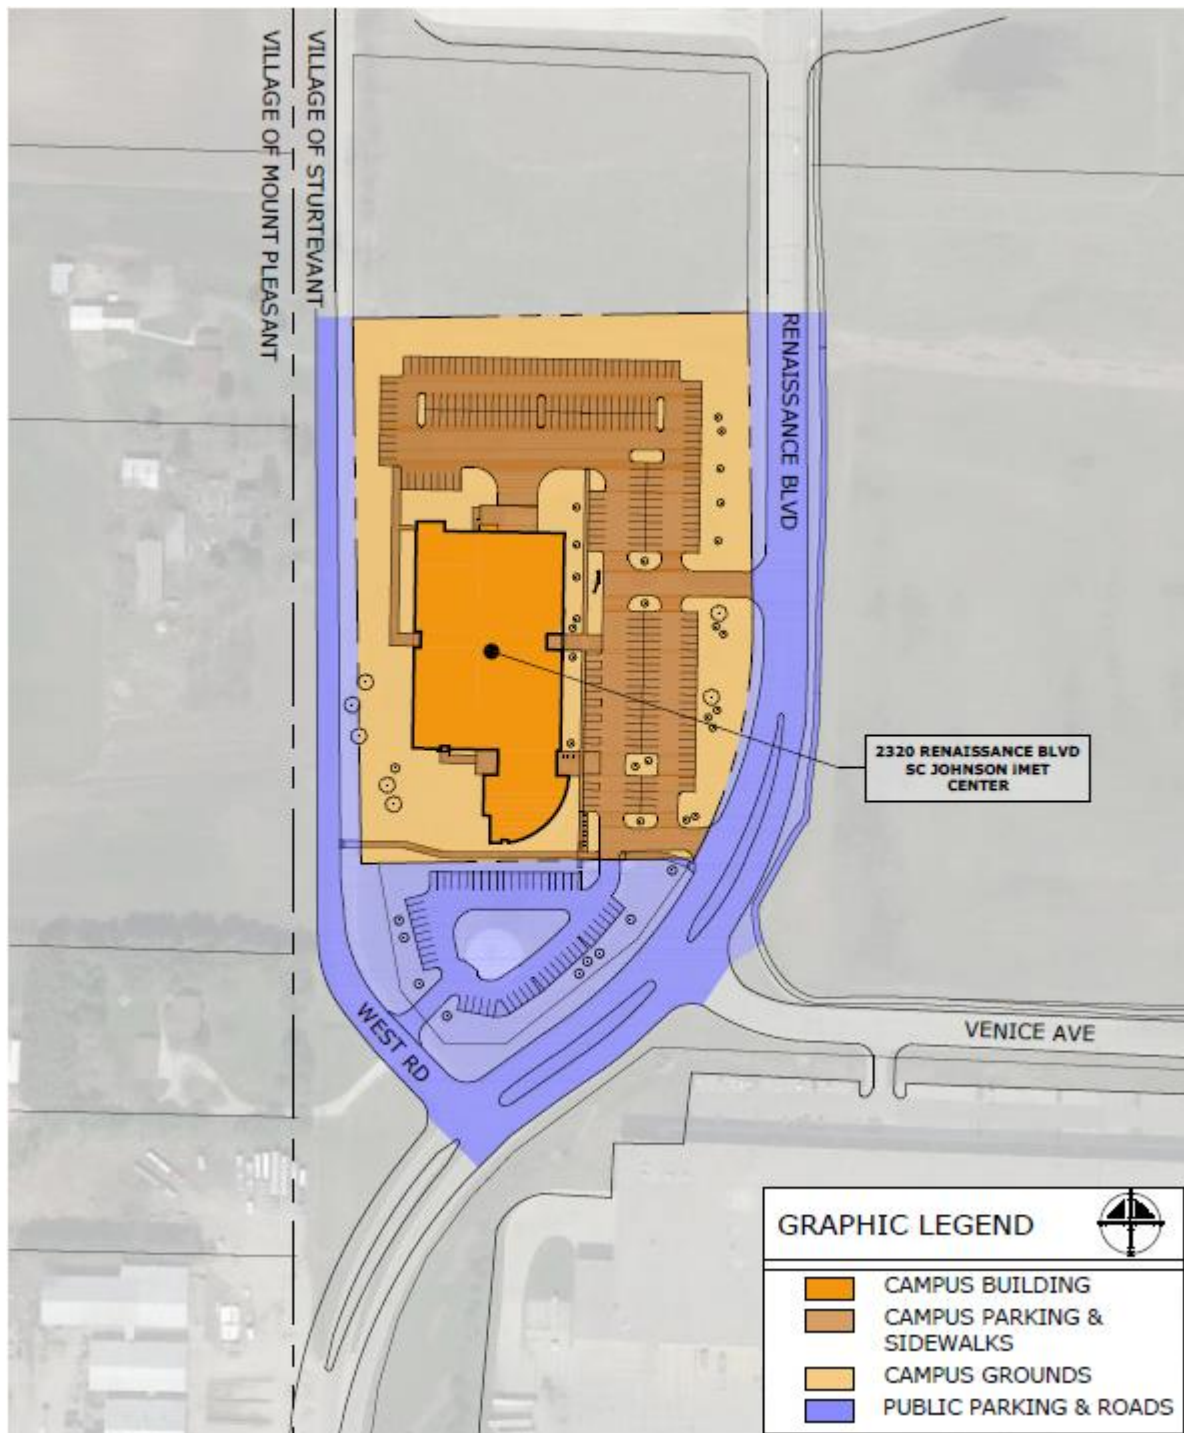 VILLAGE OF MOUNT PLEASANT
VILLAGE OF STURTEVANT
RENAISSANCE BLVD
2320 RENAISSANCE BLVD
SC JOHNSON iMET
CENTER
WEST RD
VENICE AVE
GRAPHIC LEGEND
CAMPUS BUILDING
CAMPUS PARKING &
SIDEWALKS
CAMPUS GROUNDS
PUBLIC PARKING & ROADS